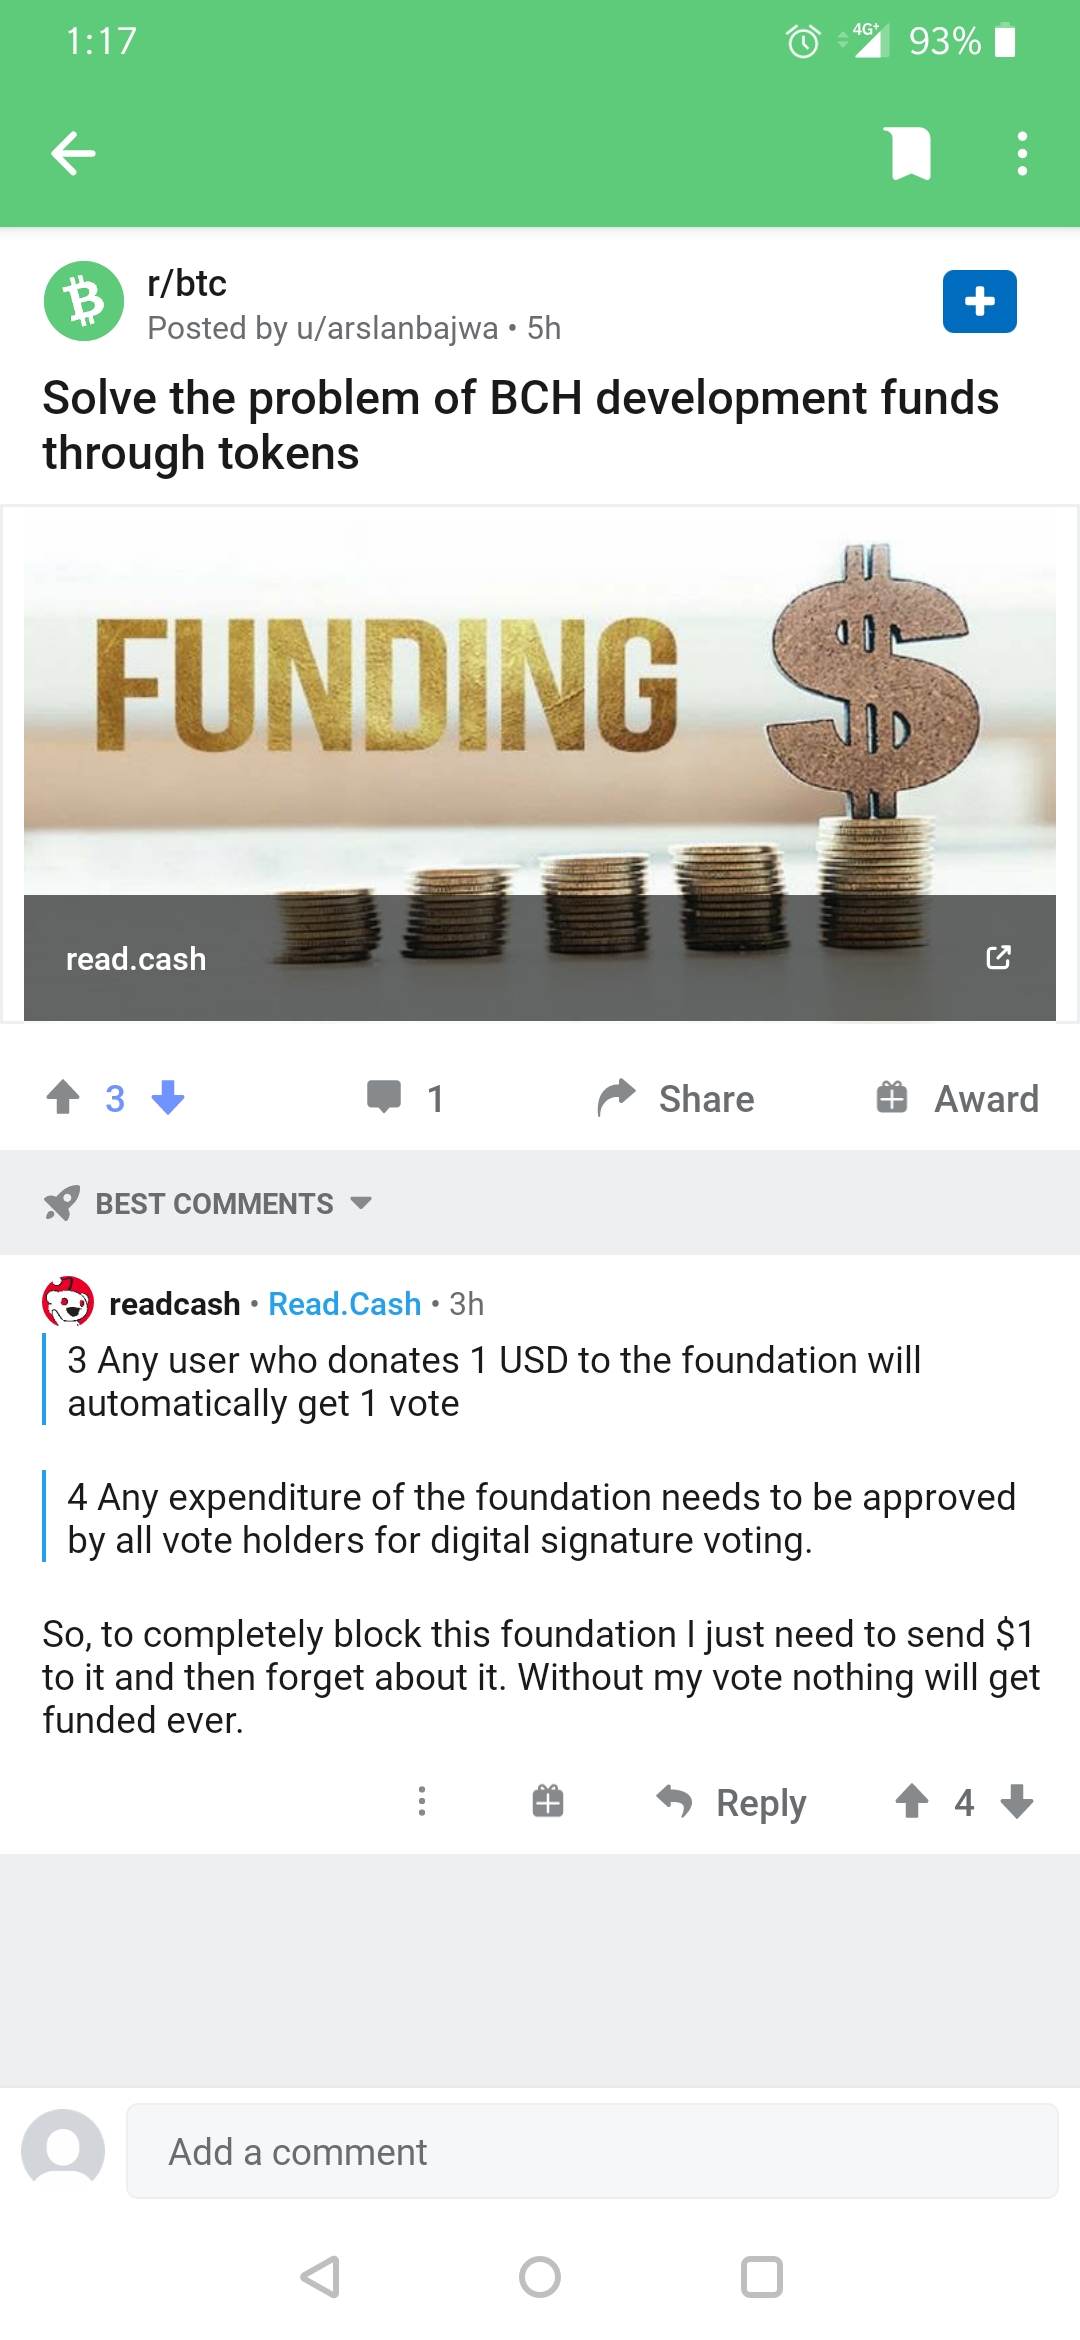 1:17
4G+ 93%
r/btc
Posted by u/arslanbajwa • 5h
Solve the problem of BCH development funds
through tokens
FUNDING $
read.cash
3
1
Share
Award
BEST COMMENTS
readcash • Read.Cash • 3h
3 Any user who donates 1 USD to the foundation will
automatically get 1 vote
4 Any expenditure of the foundation needs to be approved
by all vote holders for digital signature voting.
So, to completely block this foundation I just need to send $1
to it and then forget about it. Without my vote nothing will get
funded ever.
Reply
4
Add a comment